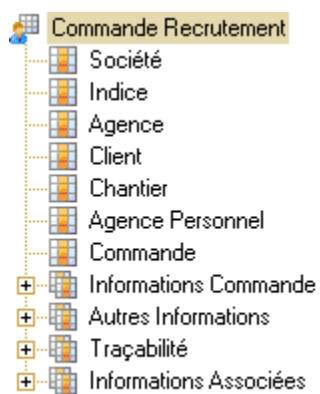 Commande Recrutement
Société
Indice
Agence
Client
Chantier
Agence Personnel
Commande
Informations Commande
Autres Informations
Traçabilité
Informations Associées